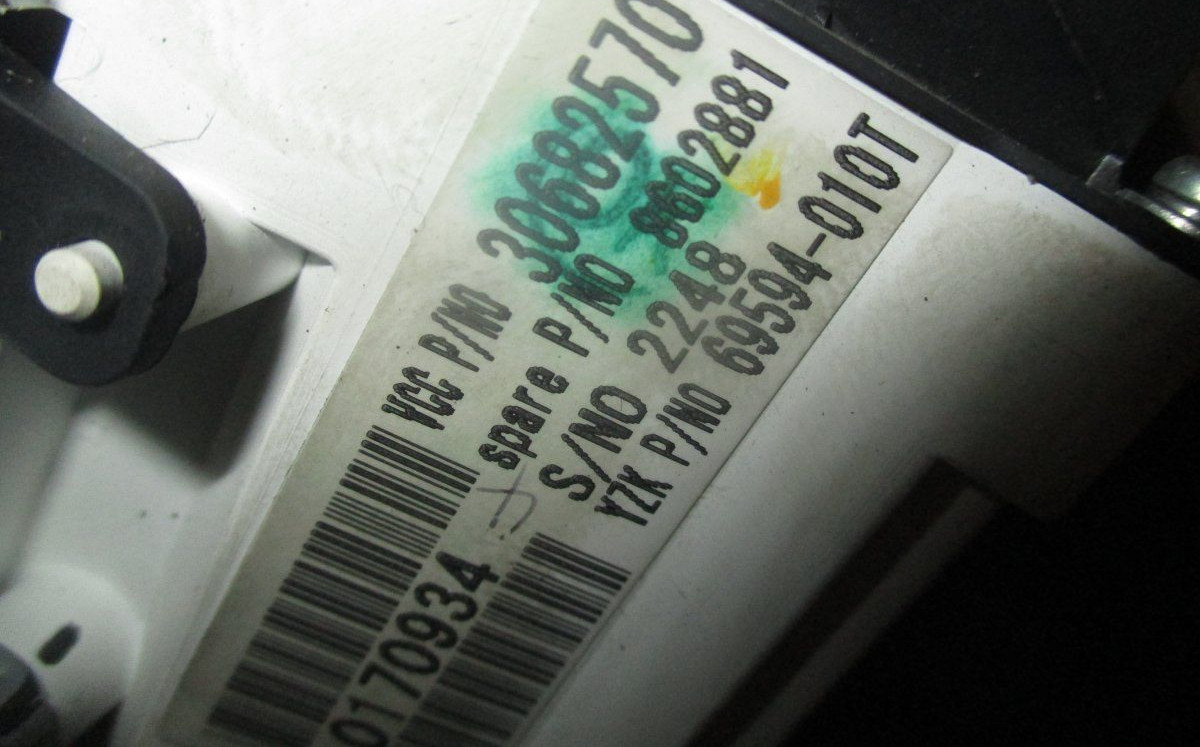 VCC P/NO 30682570
spare P/NO 8602881
S/NO 2248
YZK P/NO 69594-010T
0170934